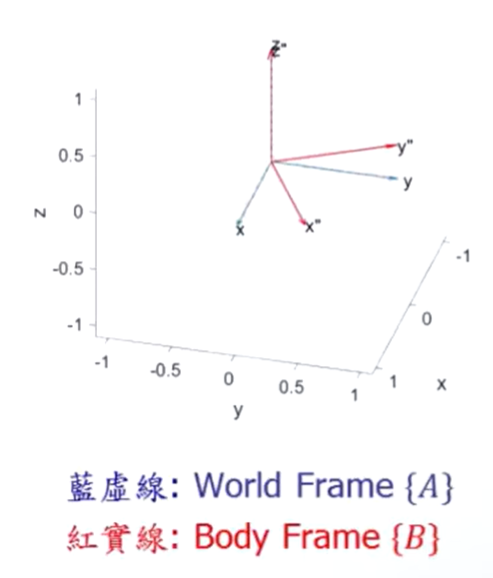 z"
y"
y
x"
x
1
0.5
0
-0.5
-1
z
-1
-0.5
0
0.5
1
y
-1
0
1
x
藍虛線: World Frame {A}
紅實線: Body Frame {B}